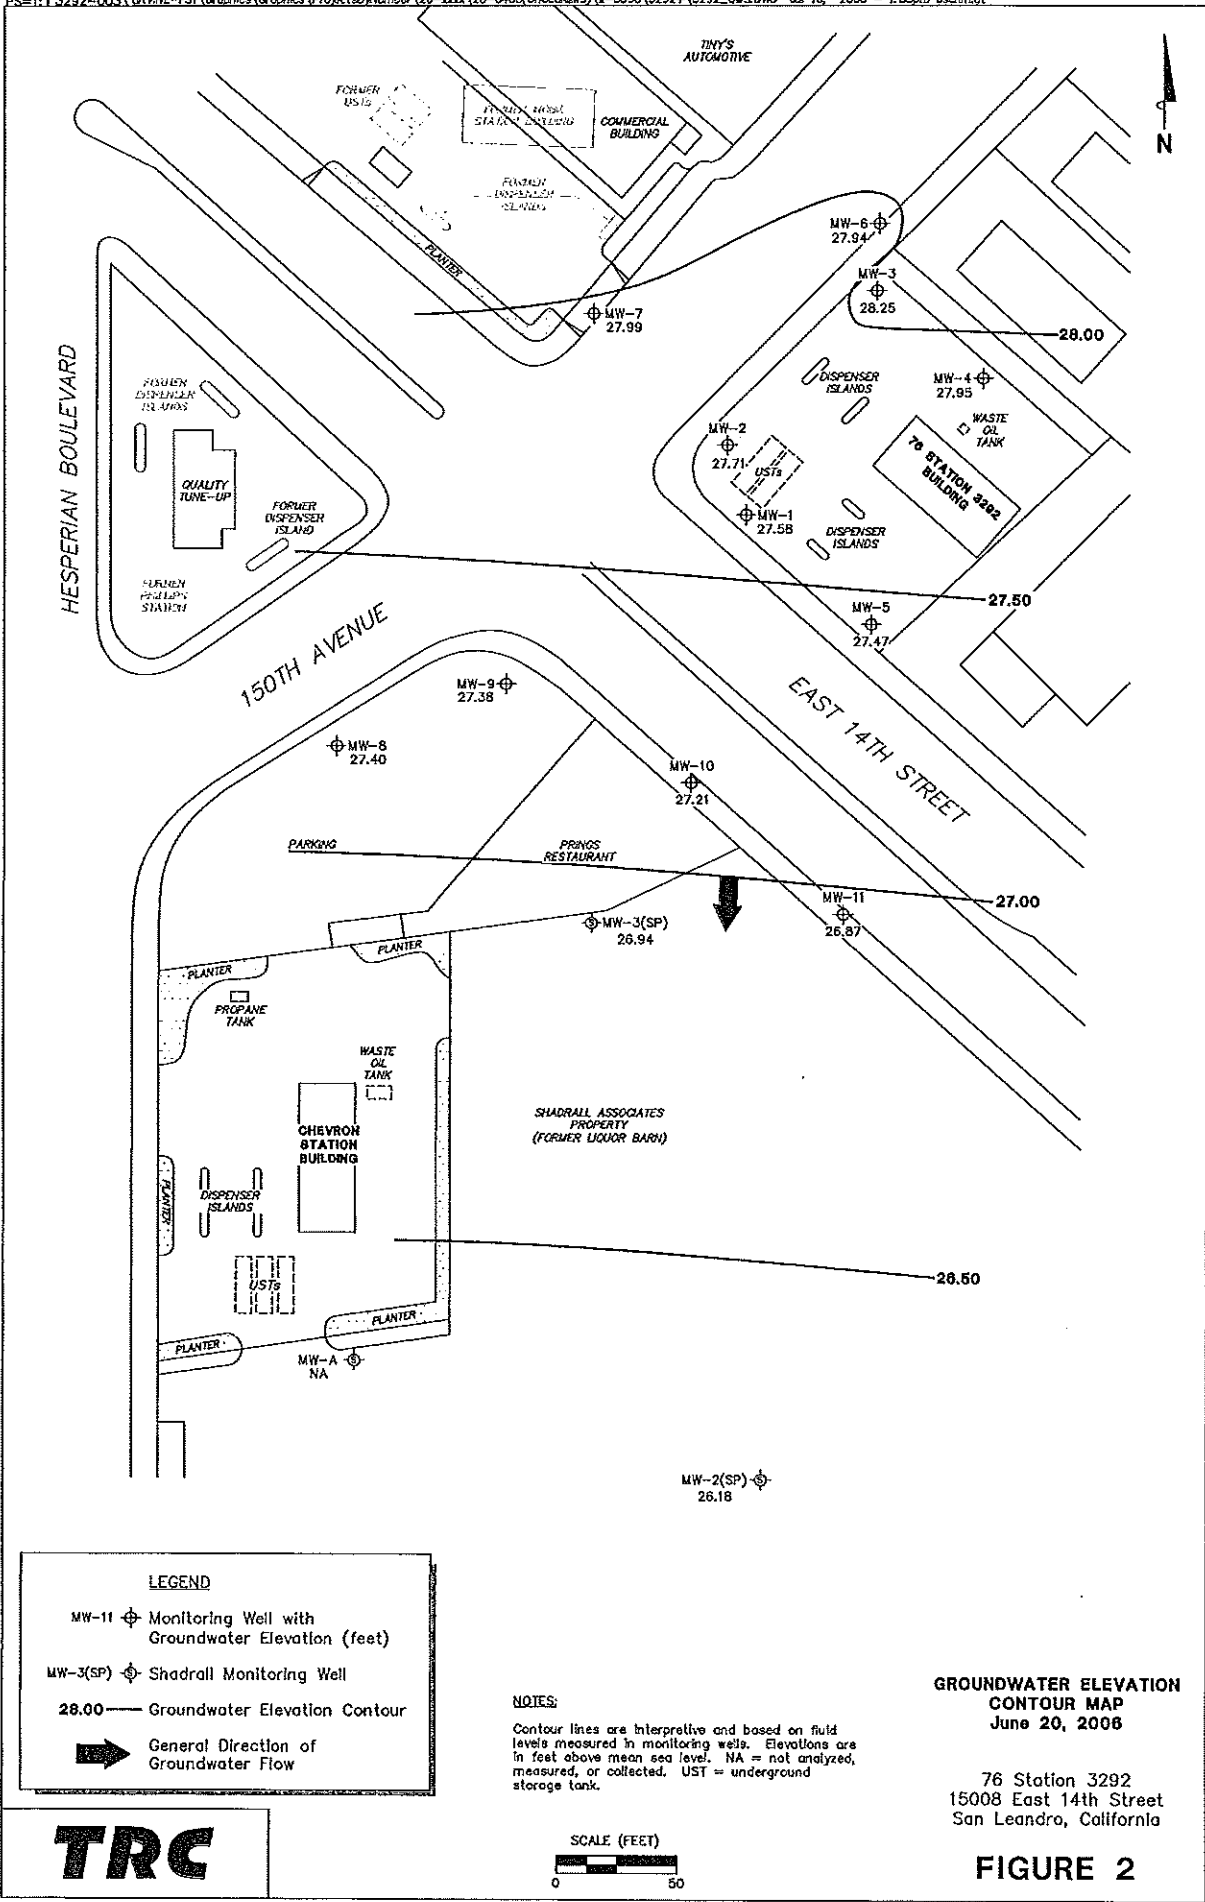 TINY'S
AUTOMOTIVE
FORMER
USTs
STATION BUILDING
COMMERCIAL
BUILDING
FORMER
DISPENSER
ISLANDS
PLANTER
N
MW-6
27.94
MW-3
28.25
MW-7
27.99
28.00
HESPERIAN BOULEVARD
FORMER
DISPENSER
ISLANDS
DISPENSER
ISLANDS
MW-4
27.95
WASTE
OIL
TANK
MW-2
27.71
USTs
76 STATION 3292
BUILDING
QUALITY
TUNE-UP
FORMER
DISPENSER
ISLAND
MW-1
27.58
DISPENSER
ISLANDS
FORMER
PHILLIPS
STATION
27.50
MW-5
27.47
150TH AVENUE
MW-9
27.38
EAST 14TH STREET
MW-8
27.40
MW-10
27.21
PARKING
PRINGS
RESTAURANT
27.00
MW-11
26.87
MW-3(SP)
26.94
PLANTER
PLANTER
PROPANE
TANK
WASTE
OIL
TANK
CHEVRON
STATION
BUILDING
SHADRALL ASSOCIATES
PROPERTY
(FORMER LIQUOR BARN)
PLANTER
DISPENSER
ISLANDS
USTs
26.50
PLANTER
PLANTER
MW-A
NA
MW-2(SP)
26.18
LEGEND
MW-11 Monitoring Well with
Groundwater Elevation (feet)
MW-3(SP) Shadrall Monitoring Well
28.00 Groundwater Elevation Contour
General Direction of
Groundwater Flow
NOTES:
Contour lines are interpretive and based on fluid
levels measured in monitoring wells. Elevations are
in feet above mean sea level. NA = not analyzed,
measured, or collected. UST = underground
storage tank.
GROUNDWATER ELEVATION
CONTOUR MAP
June 20, 2006
76 Station 3292
15008 East 14th Street
San Leandro, California
TRC
SCALE (FEET)
0 50
FIGURE 2